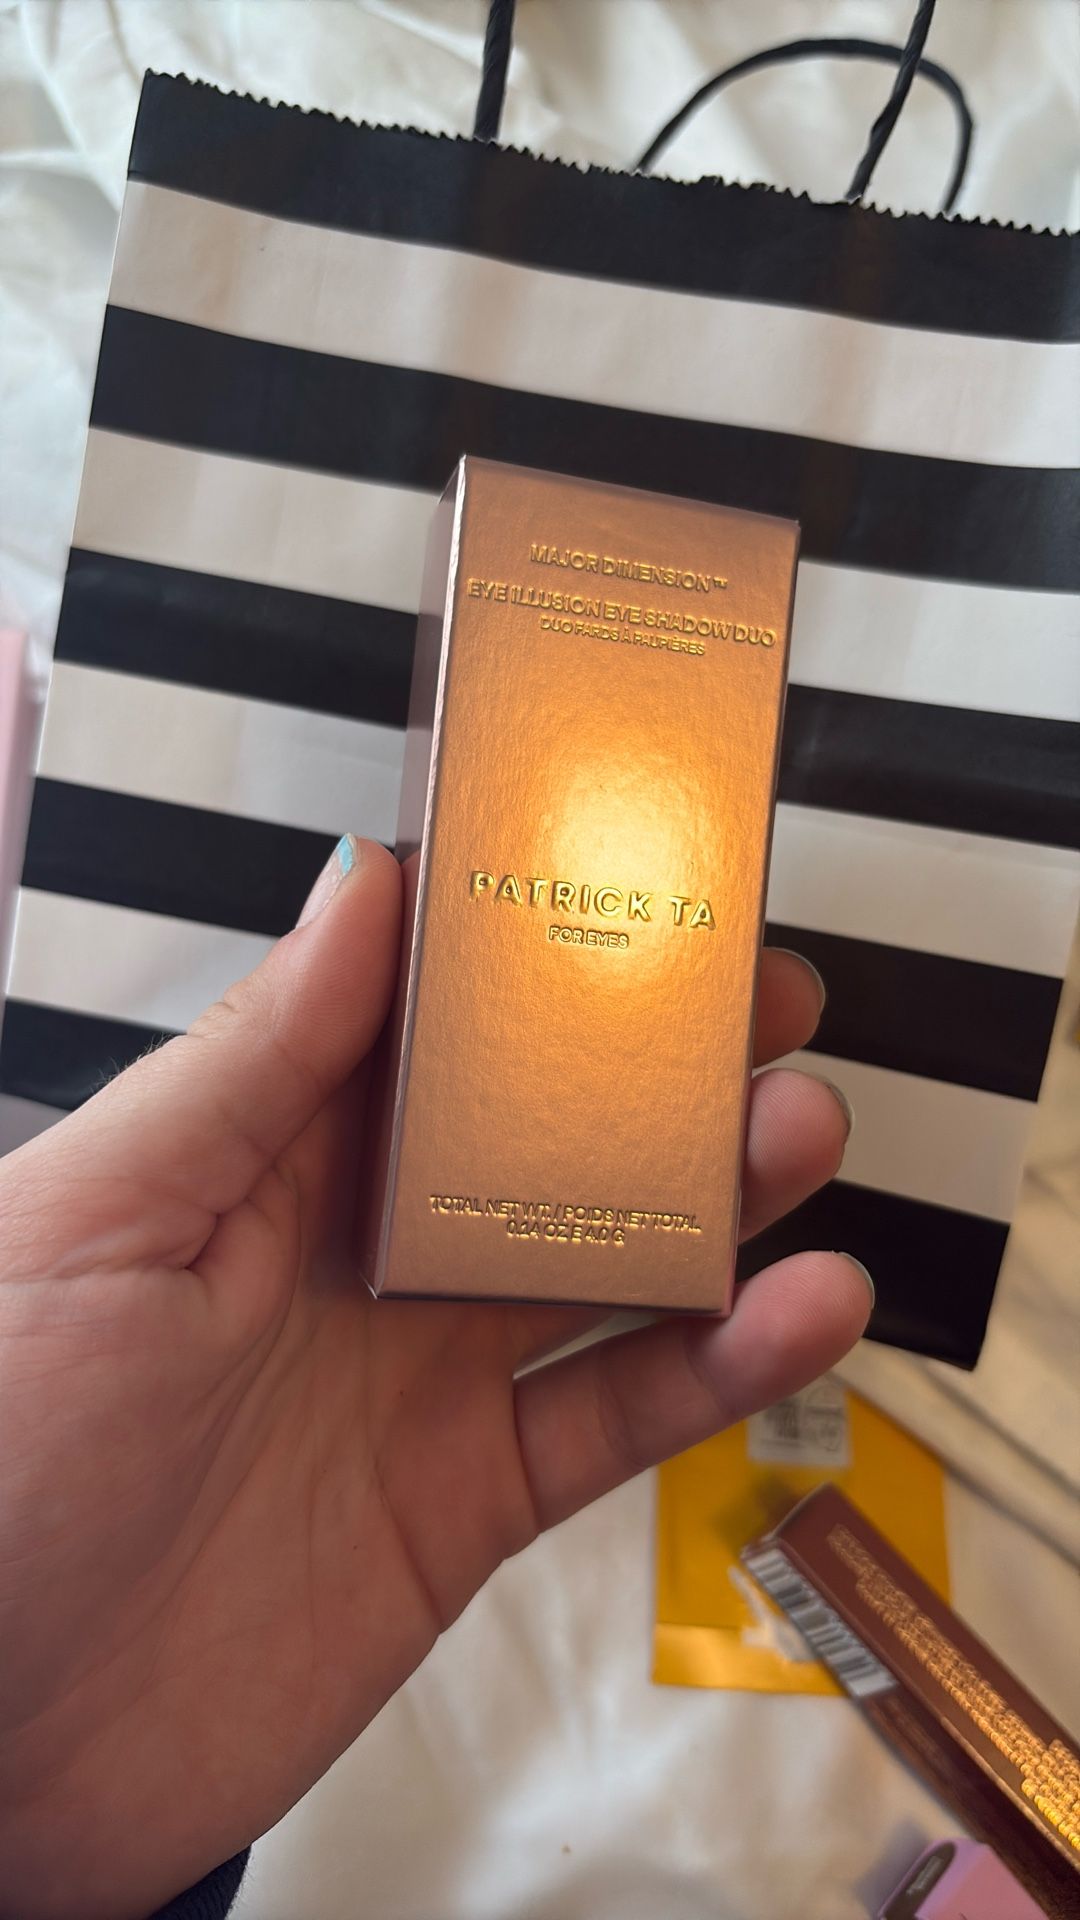 MAJOR DIMENSION™
EYE ILLUSION EYE SHADOW DUO
DUO FARDS À PAUPIÈRES
PATRICK TA
FOR EYES
TOTAL NET WT. / POIDS NET TOTAL
0.14 OZ E 4.0 G